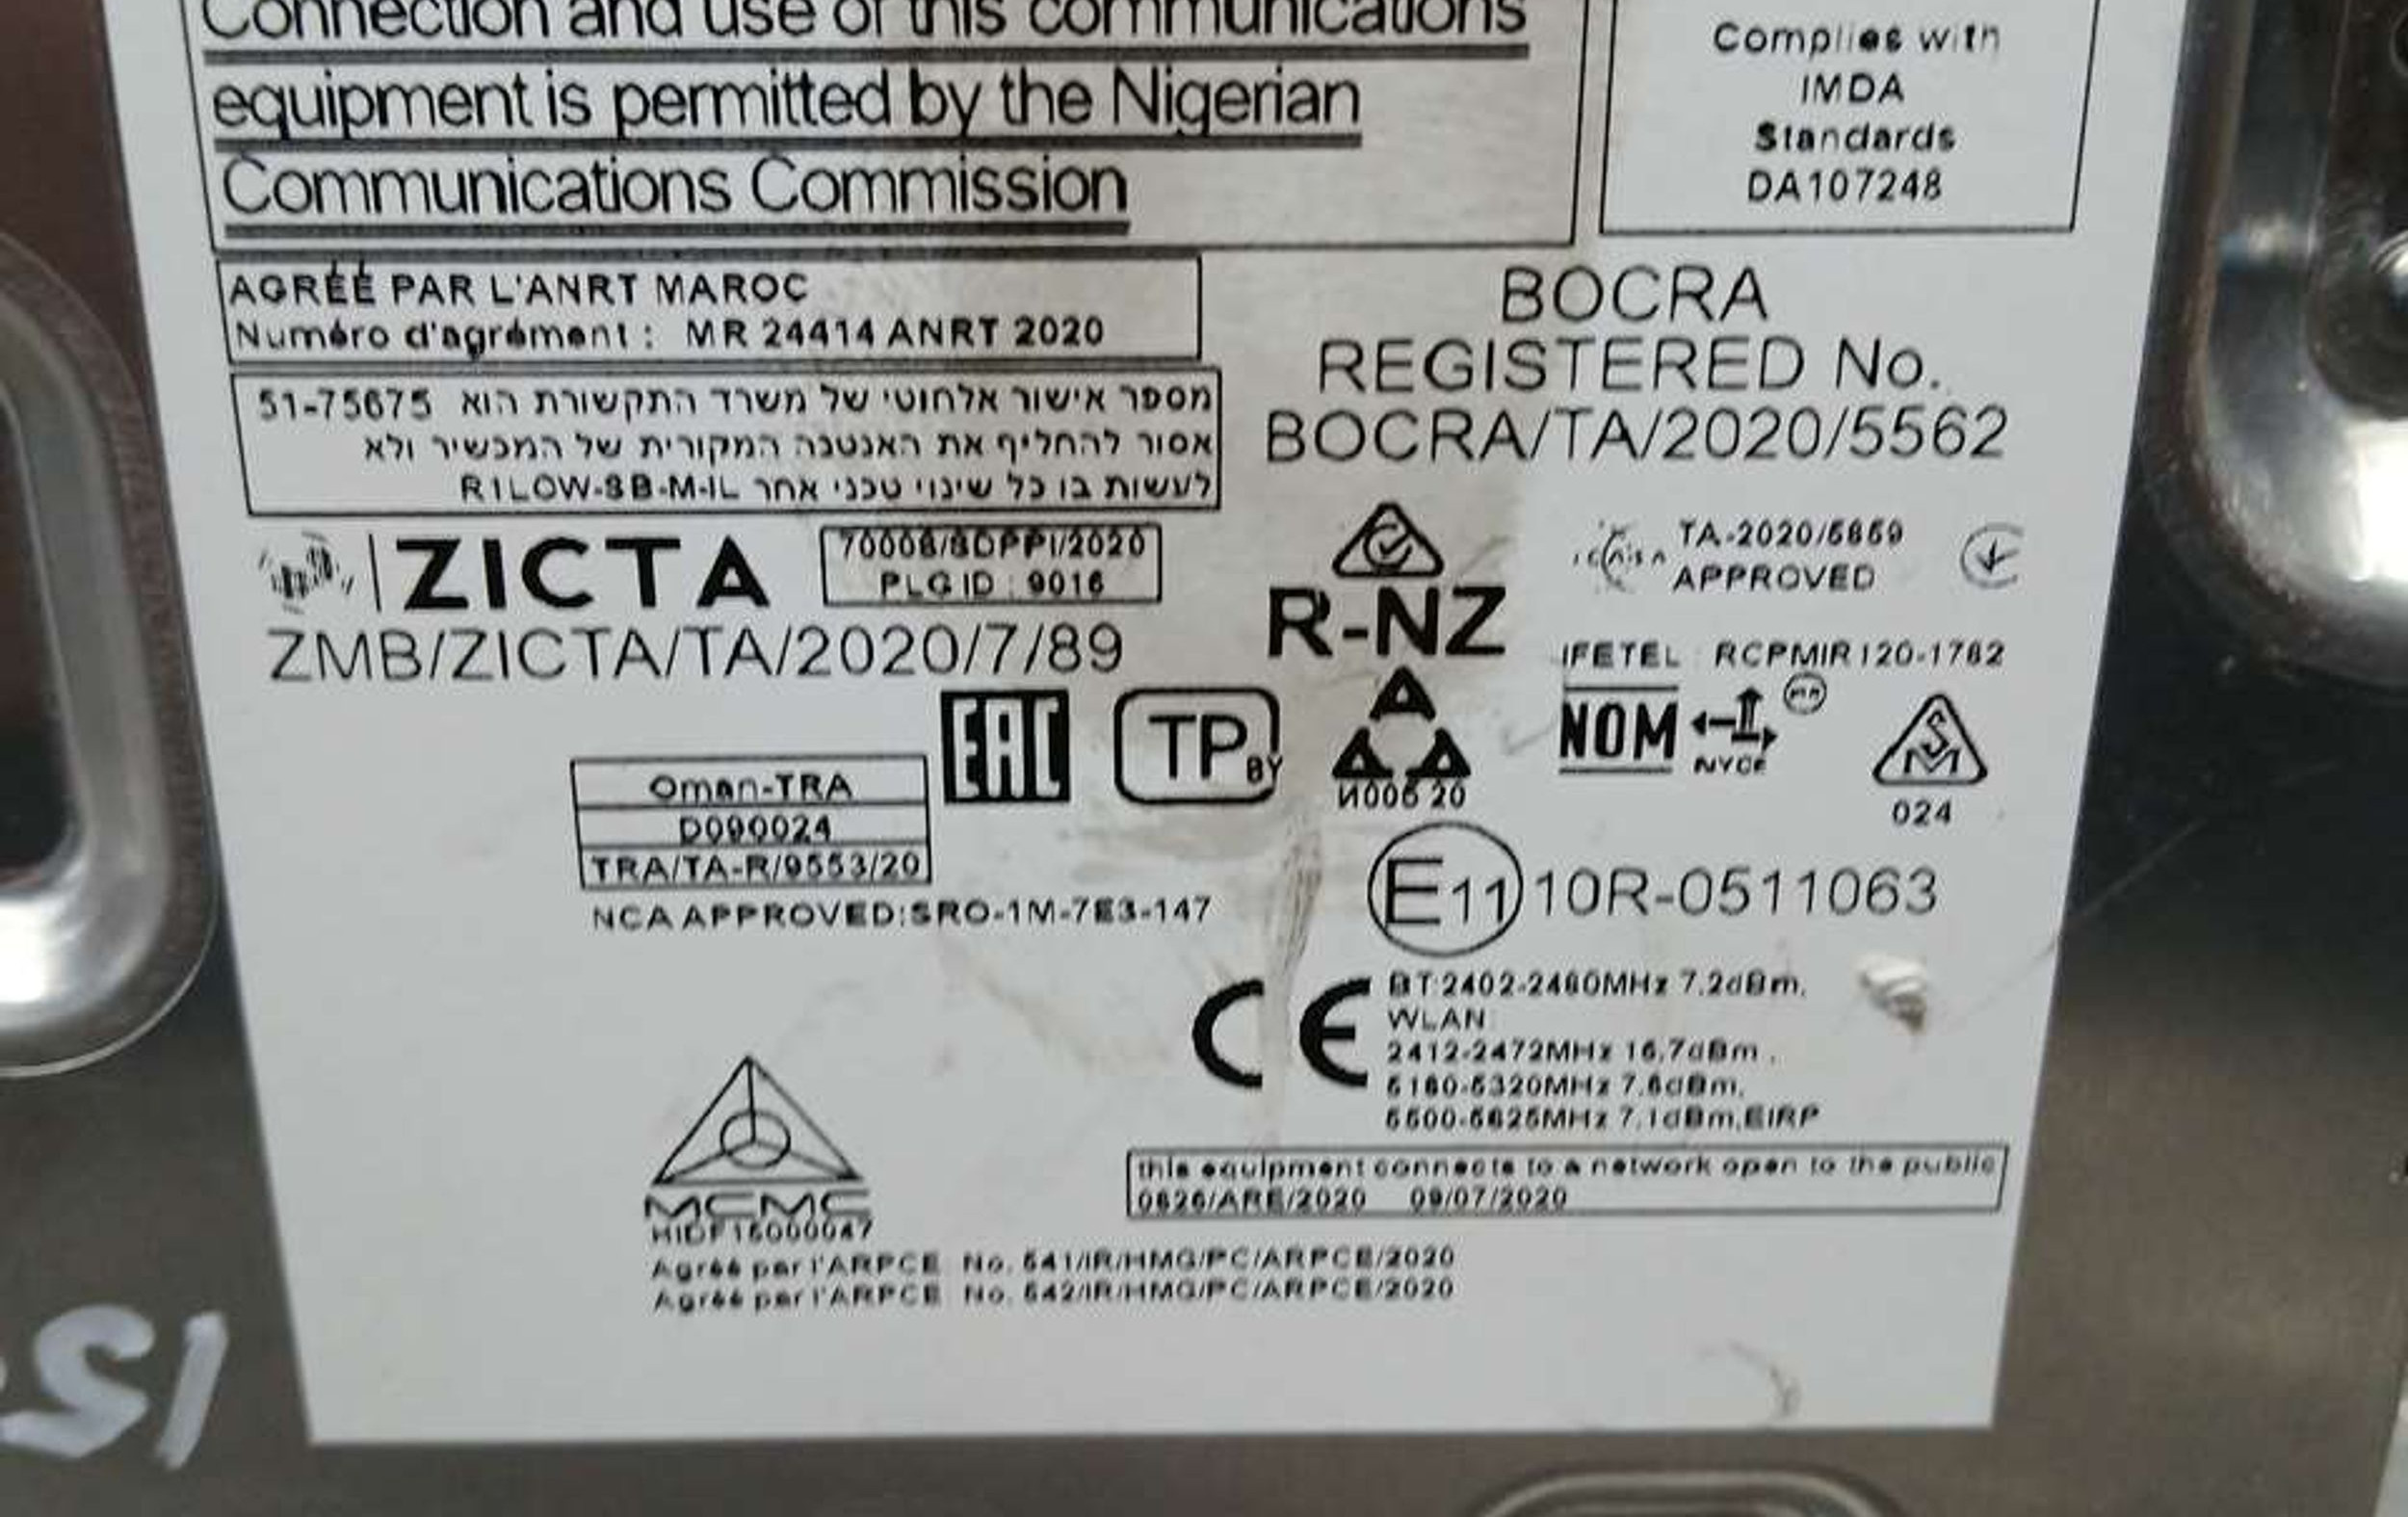 Connection and use of this communications
equipment is permitted by the Nigerian
Communications Commission
Complies with
IMDA
Standards
DA107248
AGRÉÉ PAR L'ANRT MAROC
Numéro d'agrément : MR 24414 ANRT 2020
מספר אישור אלחוטי של משרד התקשורת הוא 51-75675
אסור להחליף את האנטנה המקורית של המכשיר ולא
לעשות בו כל שינוי טכני אחר R1LOW-SB-M-IL
BOCRA
REGISTERED No.
BOCRA/TA/2020/5562
ZICTA
70008/SDPPI/2020
PLG ID : 9016
ZMB/ZICTA/TA/2020/7/89
R-NZ
icasa TA-2020/5859
APPROVED
IFETEL : RCPMIR120-1762
EAC
TP BY
И006 20
NOM
NYCE
SM
024
Oman-TRA
D090024
TRA/TA-R/9553/20
NCA APPROVED:SRO-1M-7E3-147
E11 10R-0511063
CE
BT:2402-2480MHz 7.2dBm,
WLAN:
2412-2472MHz 16.7dBm,
5180-5320MHz 7.6dBm,
5500-5825MHz 7.1dBm,EIRP
MCMC
HIDF15000047
this equipment connects to a network open to the public
0626/ARE/2020 09/07/2020
Agréé par l'ARPCE No. 541/IR/HMG/PC/ARPCE/2020
Agréé par l'ARPCE No. 542/IR/HMG/PC/ARPCE/2020